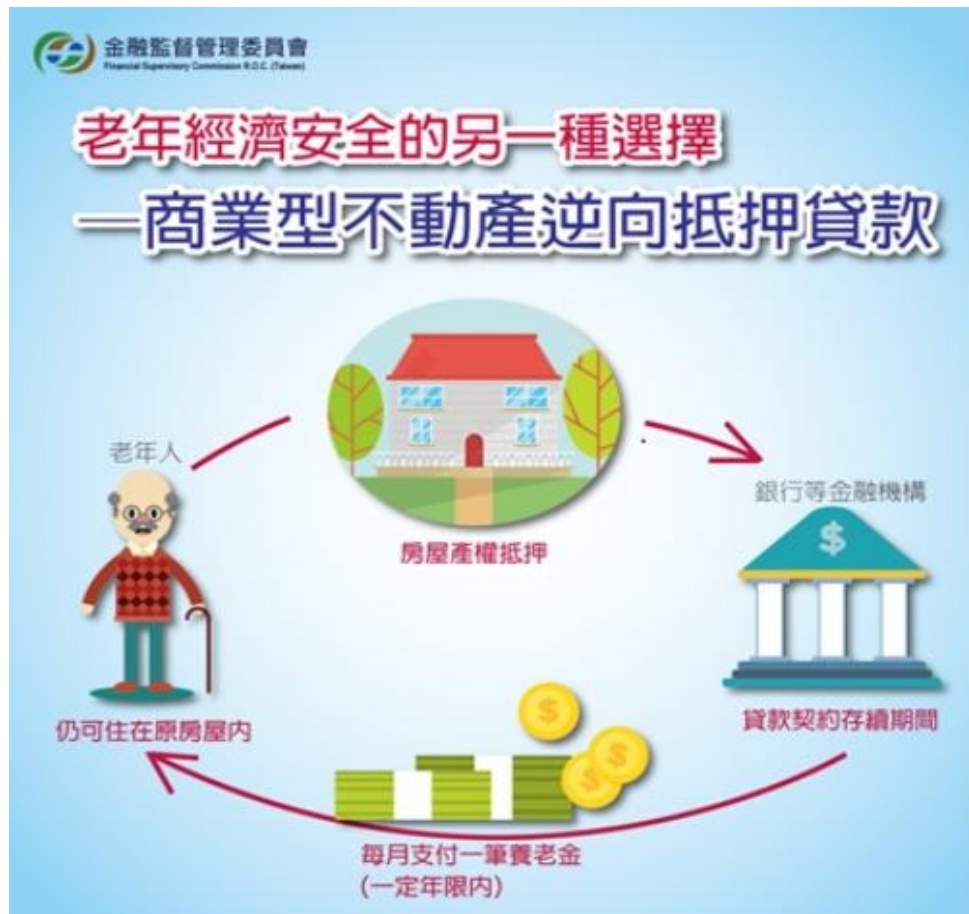 金融監督管理委員會
Financial Supervisory Commission R.O.C. (Taiwan)
老年經濟安全的另一種選擇
—商業型不動產逆向抵押貸款
老年人
銀行等金融機構
$
房屋產權抵押
仍可住在原房屋内
貸款契約存續期間
$
$
$
每月支付一筆養老金
(一定年限内)